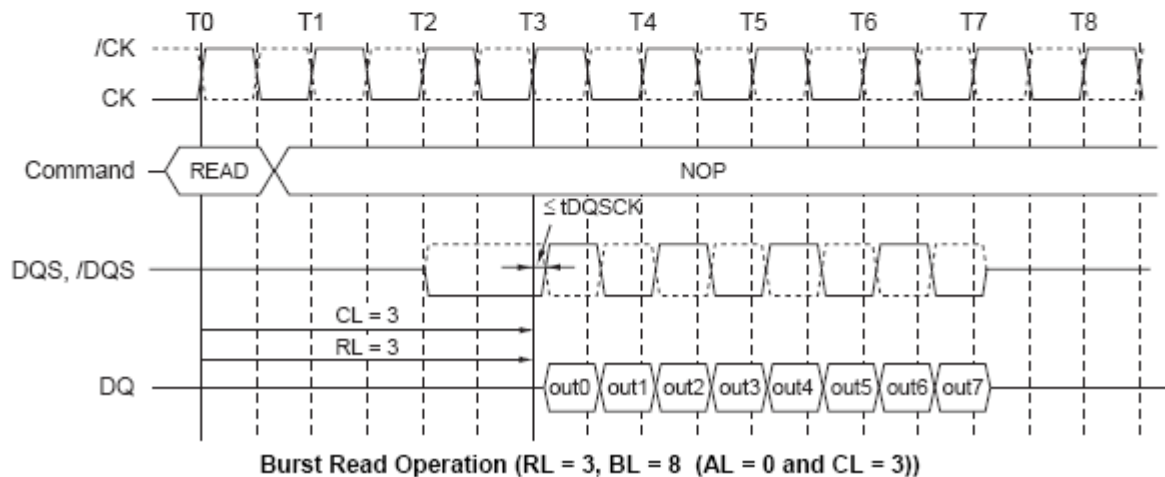 T0 T1 T2 T3 T4 T5 T6 T7 T8
/CK
CK
Command READ NOP
≤ tDQSCK
DQS, /DQS
CL = 3
RL = 3
DQ out0 out1 out2 out3 out4 out5 out6 out7
Burst Read Operation (RL = 3, BL = 8 (AL = 0 and CL = 3))